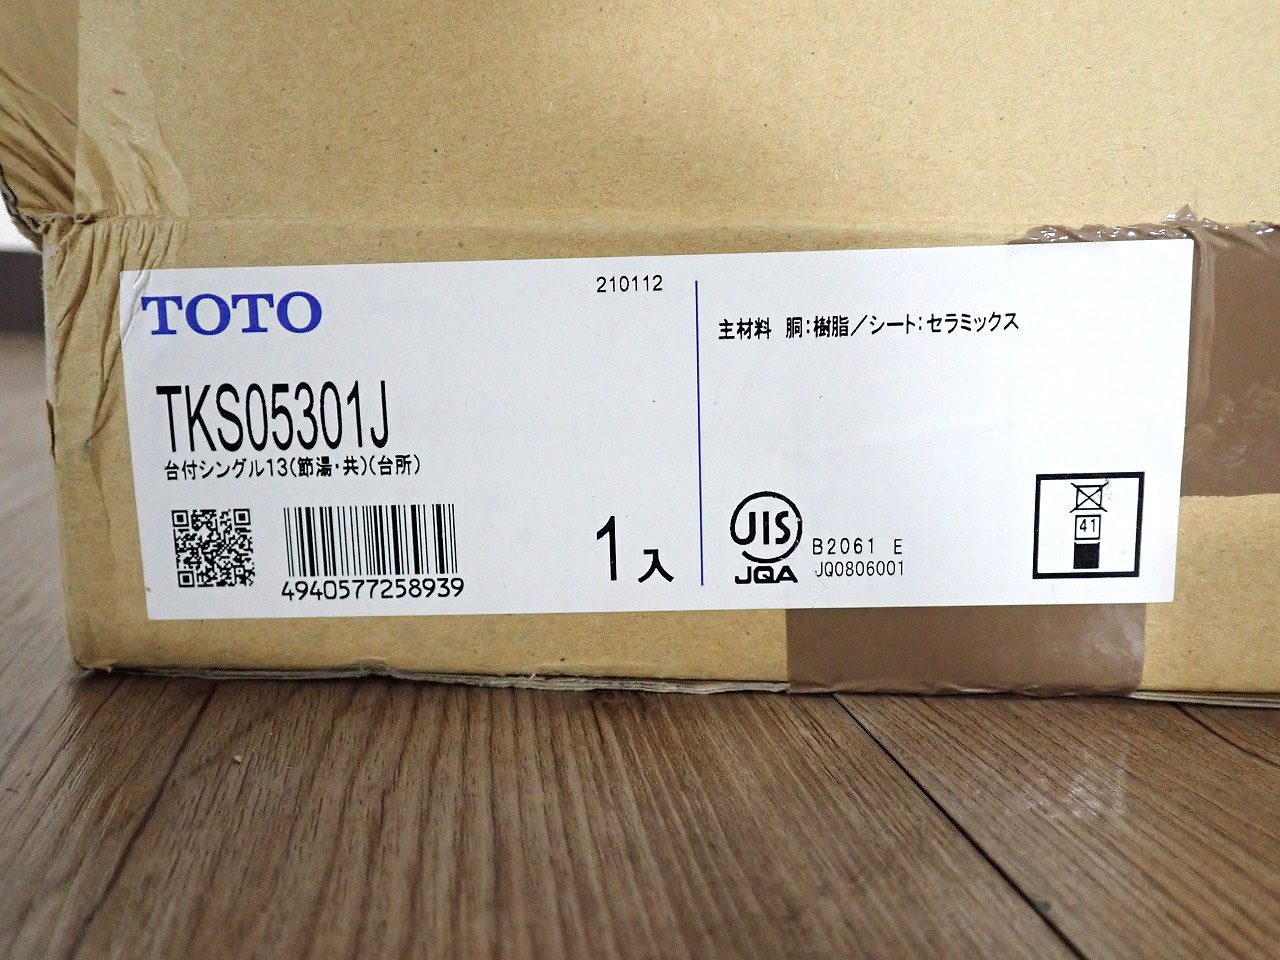 TOTO
210112
TKS05301J
台付シングル13(節湯・共)(台所)
4940577258939
1入
主材料 胴:樹脂/シート:セラミックス
JIS
JQA
B2061 E
JQ0806001
41